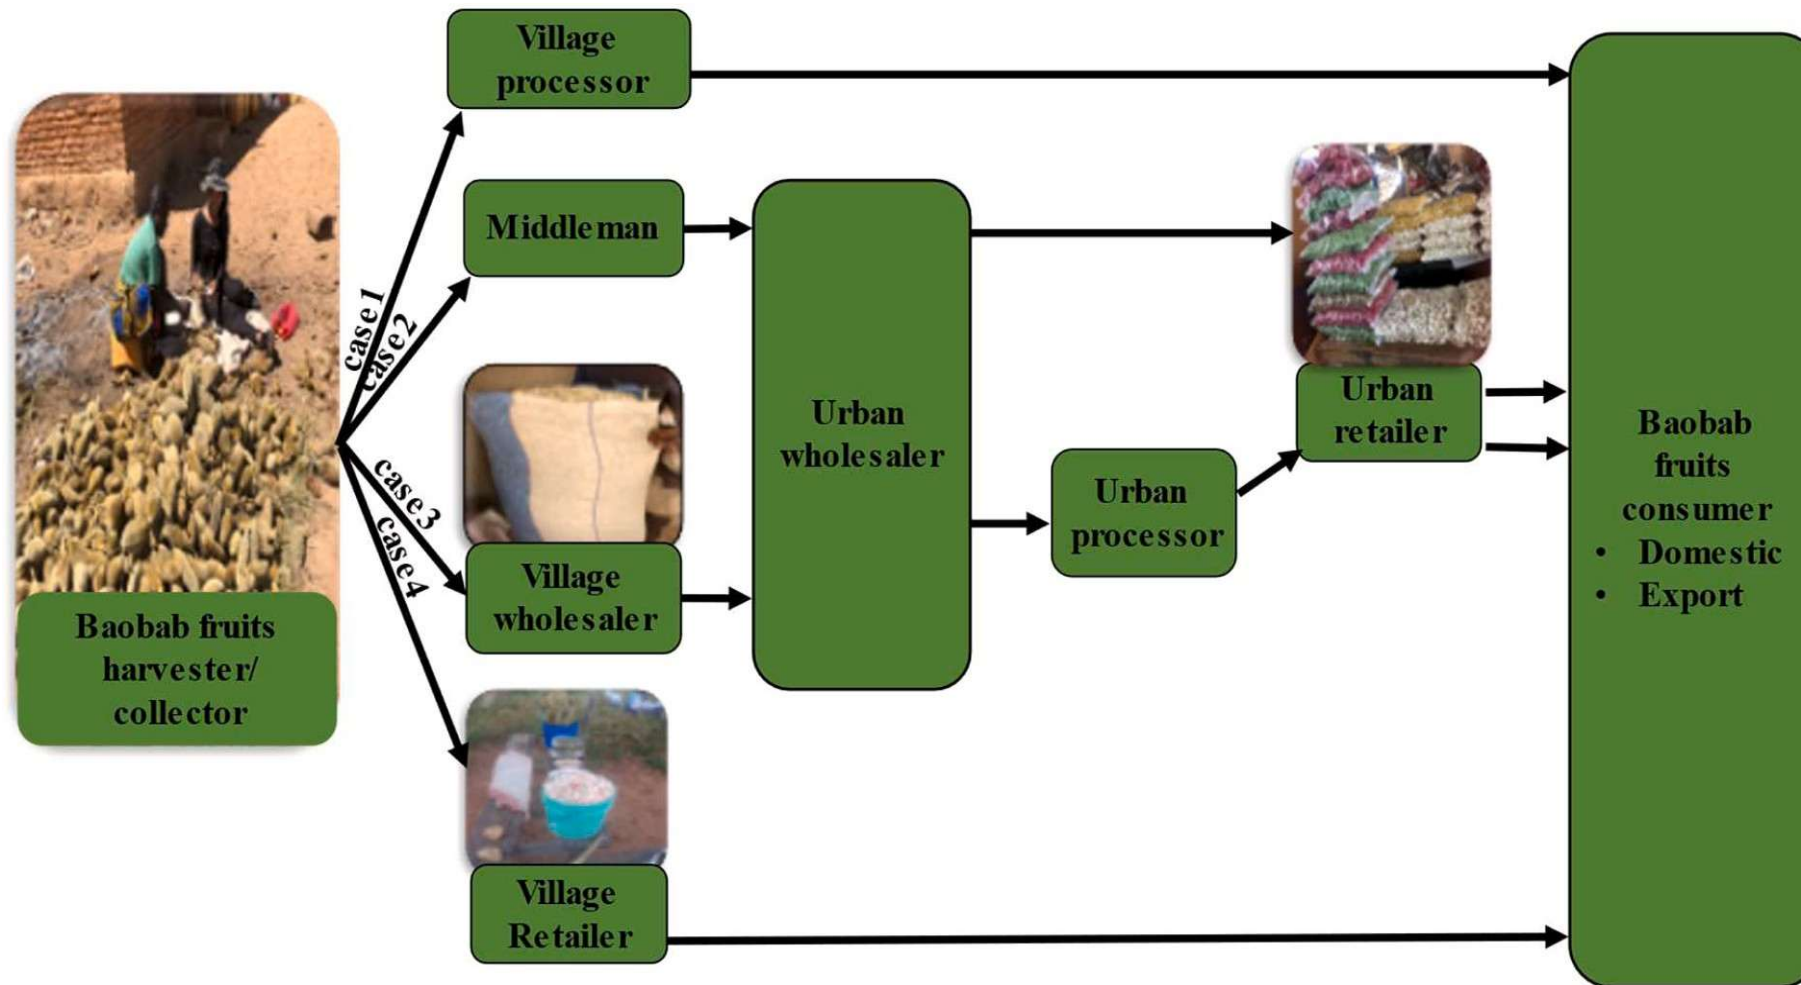 Village
processor
Middleman
case1
case2
case3
case4
Urban
wholesaler
Urban
retailer
Urban
processor
Village
wholesaler
Baobab fruits
harvester/
collector
Village
Retailer
Baobab
fruits
consumer
• Domestic
• Export